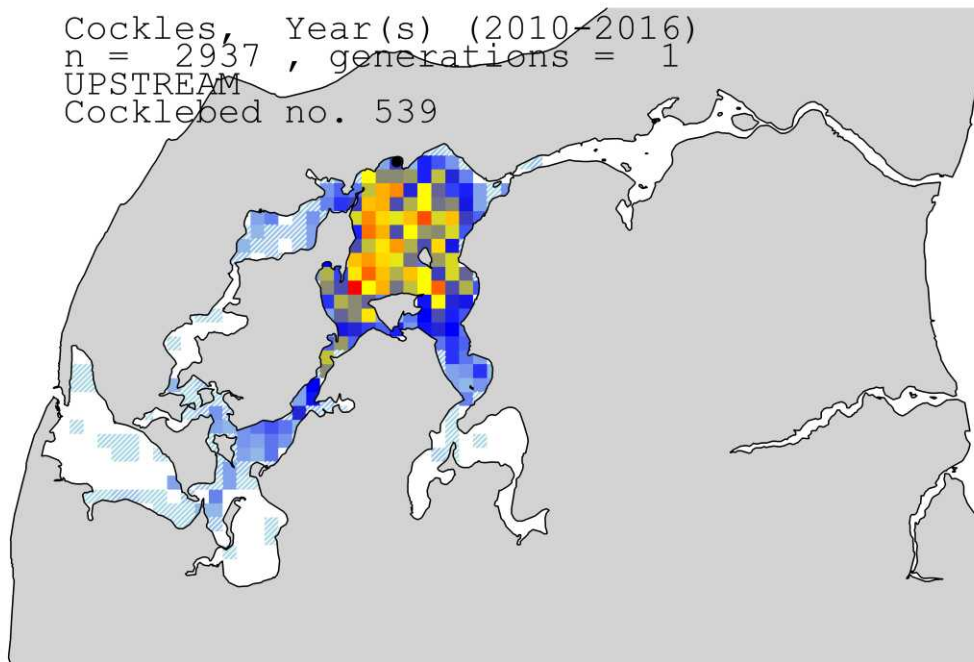 Cockles, Year(s) (2010-2016)
n = 2937 , generations = 1
UPSTREAM
Cocklebed no. 539